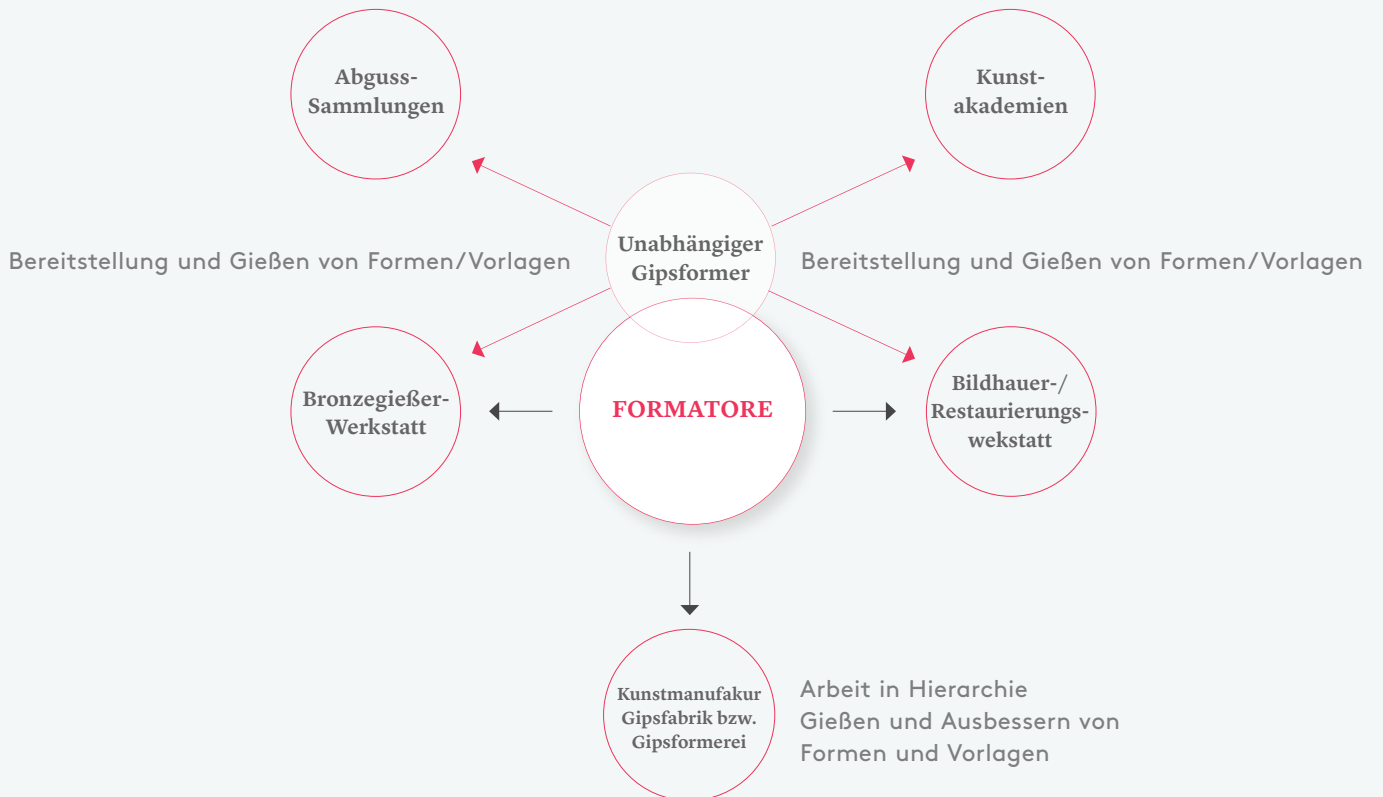 Abguss-
Sammlungen
Kunst-
akademien
Unabhängiger
Gipsformer
Bereitstellung und Gießen von Formen/Vorlagen
Bereitstellung und Gießen von Formen/Vorlagen
Bronzegießer-
Werkstatt
FORMATORE
Bildhauer-/
Restaurierungs-
wekstatt
Kunstmanufakur
Gipsfabrik bzw.
Gipsformerei
Arbeit in Hierarchie
Gießen und Ausbessern von
Formen und Vorlagen